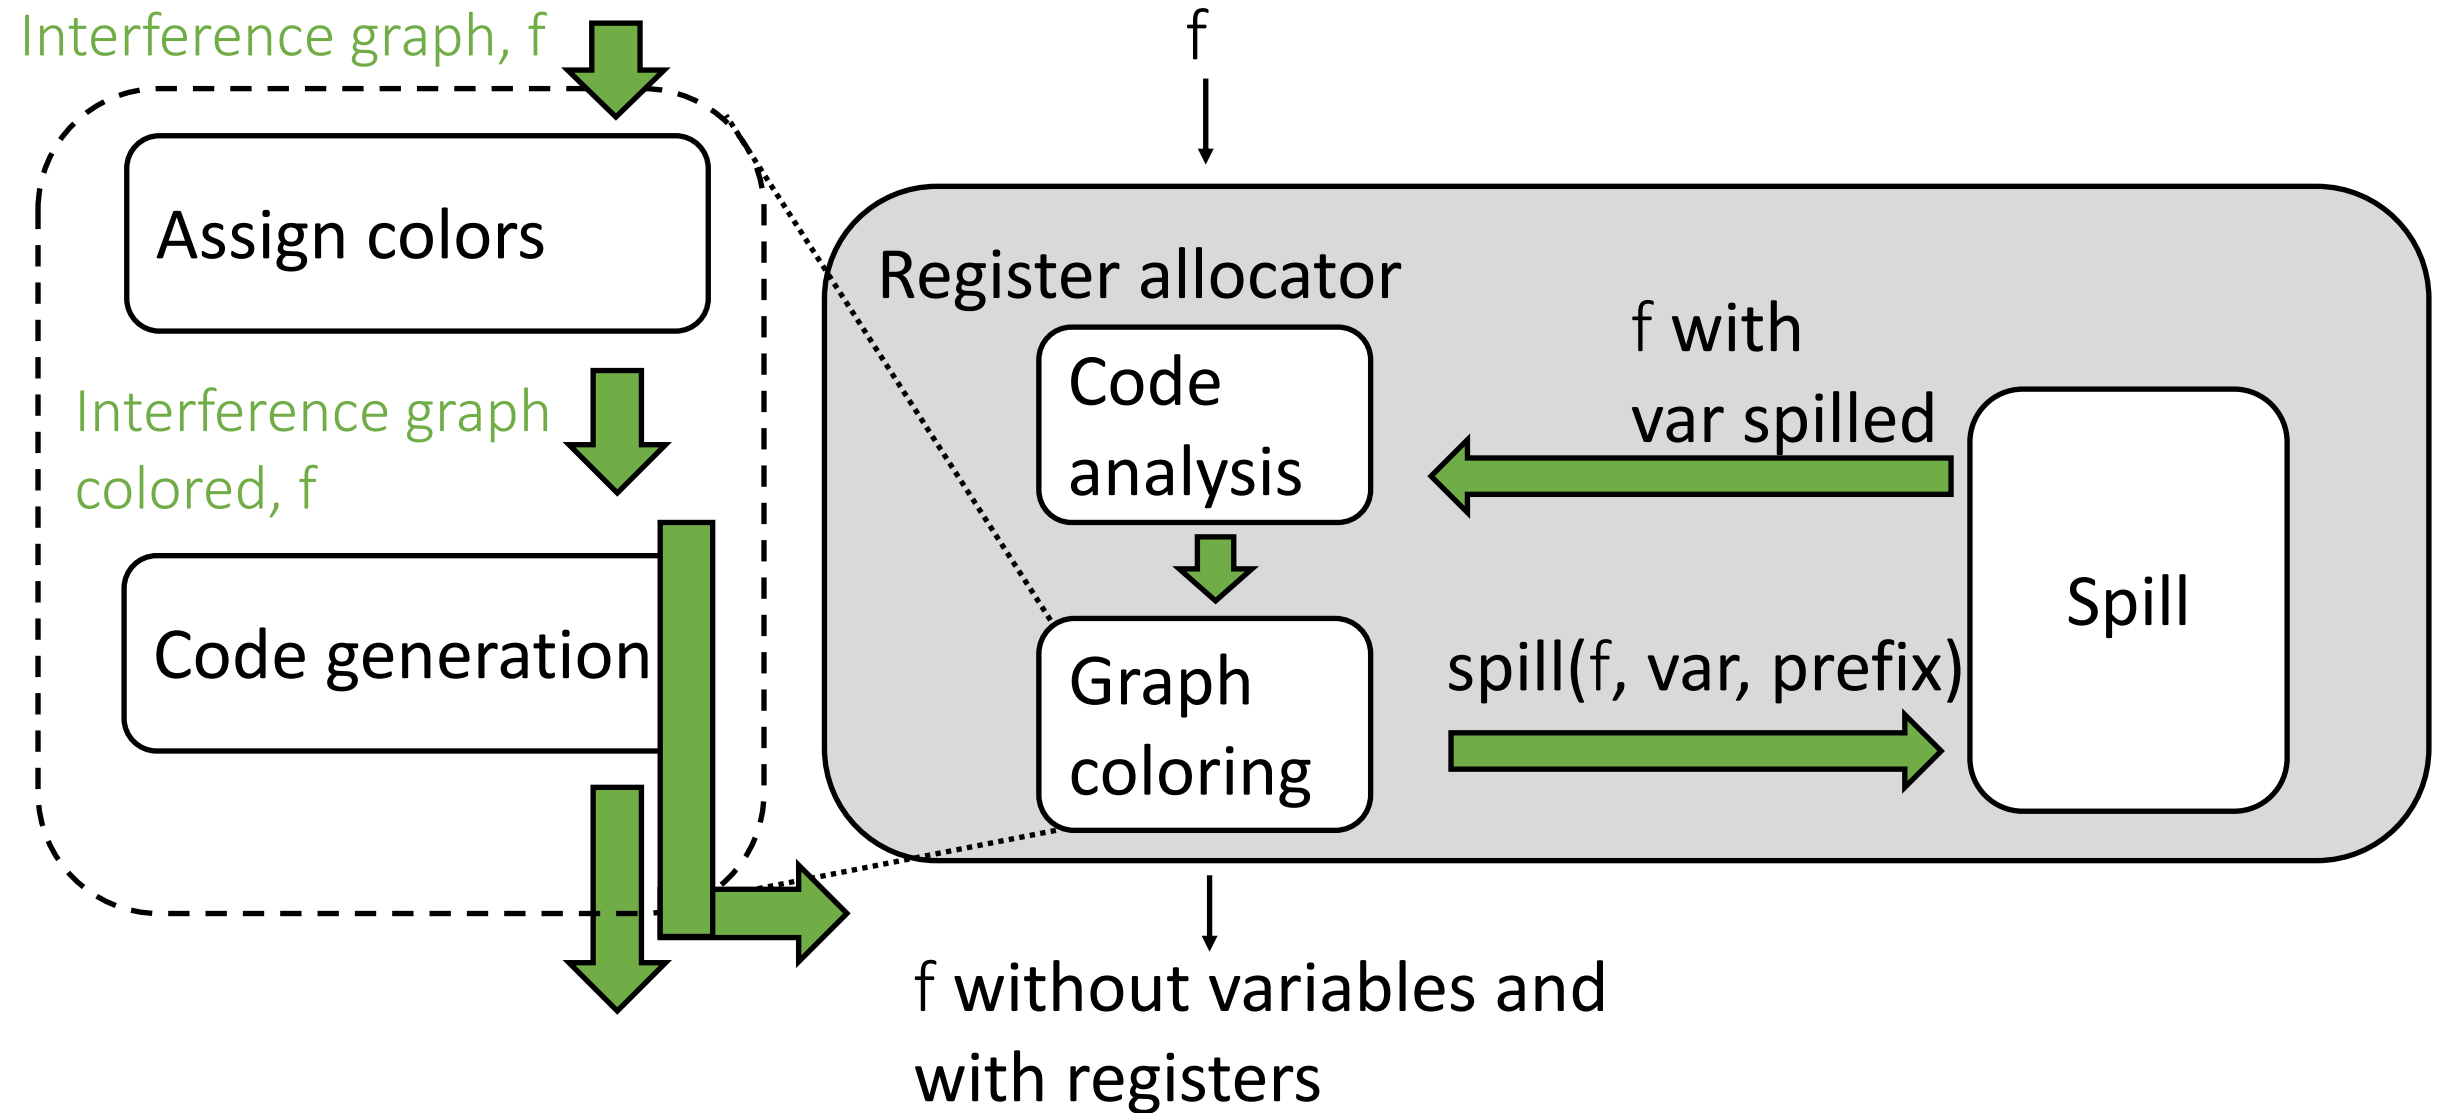 Interference graph, f
Assign colors
Interference graph
colored, f
Code generation
f
Register allocator
Code
analysis
f with
var spilled
Spill
Graph
coloring
spill(f, var, prefix)
f without variables and
with registers